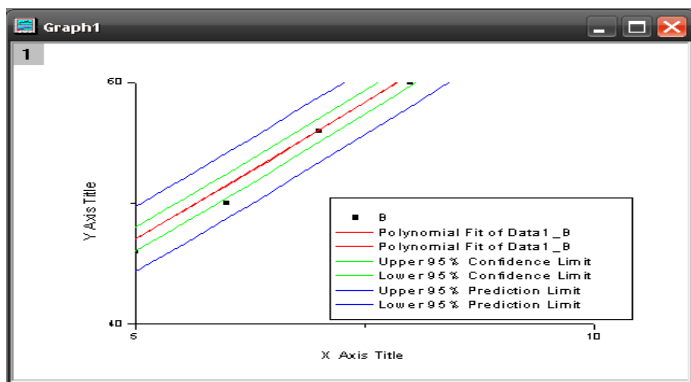 Graph1
1
60
Y Axis Title
B
Polynomial Fit of Data1_B
Polynomial Fit of Data1_B
Upper 95% Confidence Limit
Lower 95% Confidence Limit
Upper 95% Prediction Limit
Lower 95% Prediction Limit
40
5
10
X Axis Title